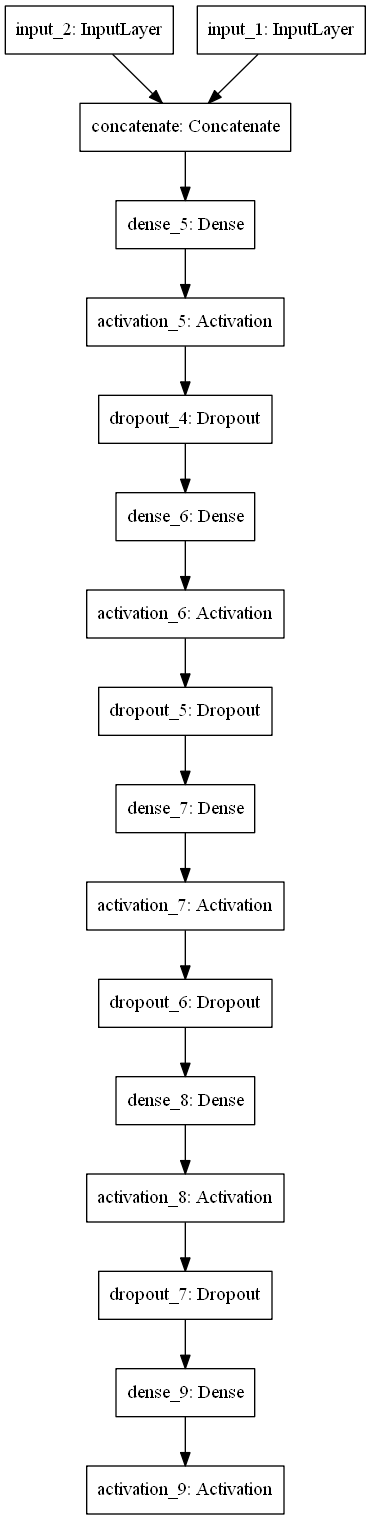 input_2: InputLayer
input_1: InputLayer
concatenate: Concatenate
dense_5: Dense
activation_5: Activation
dropout_4: Dropout
dense_6: Dense
activation_6: Activation
dropout_5: Dropout
dense_7: Dense
activation_7: Activation
dropout_6: Dropout
dense_8: Dense
activation_8: Activation
dropout_7: Dropout
dense_9: Dense
activation_9: Activation